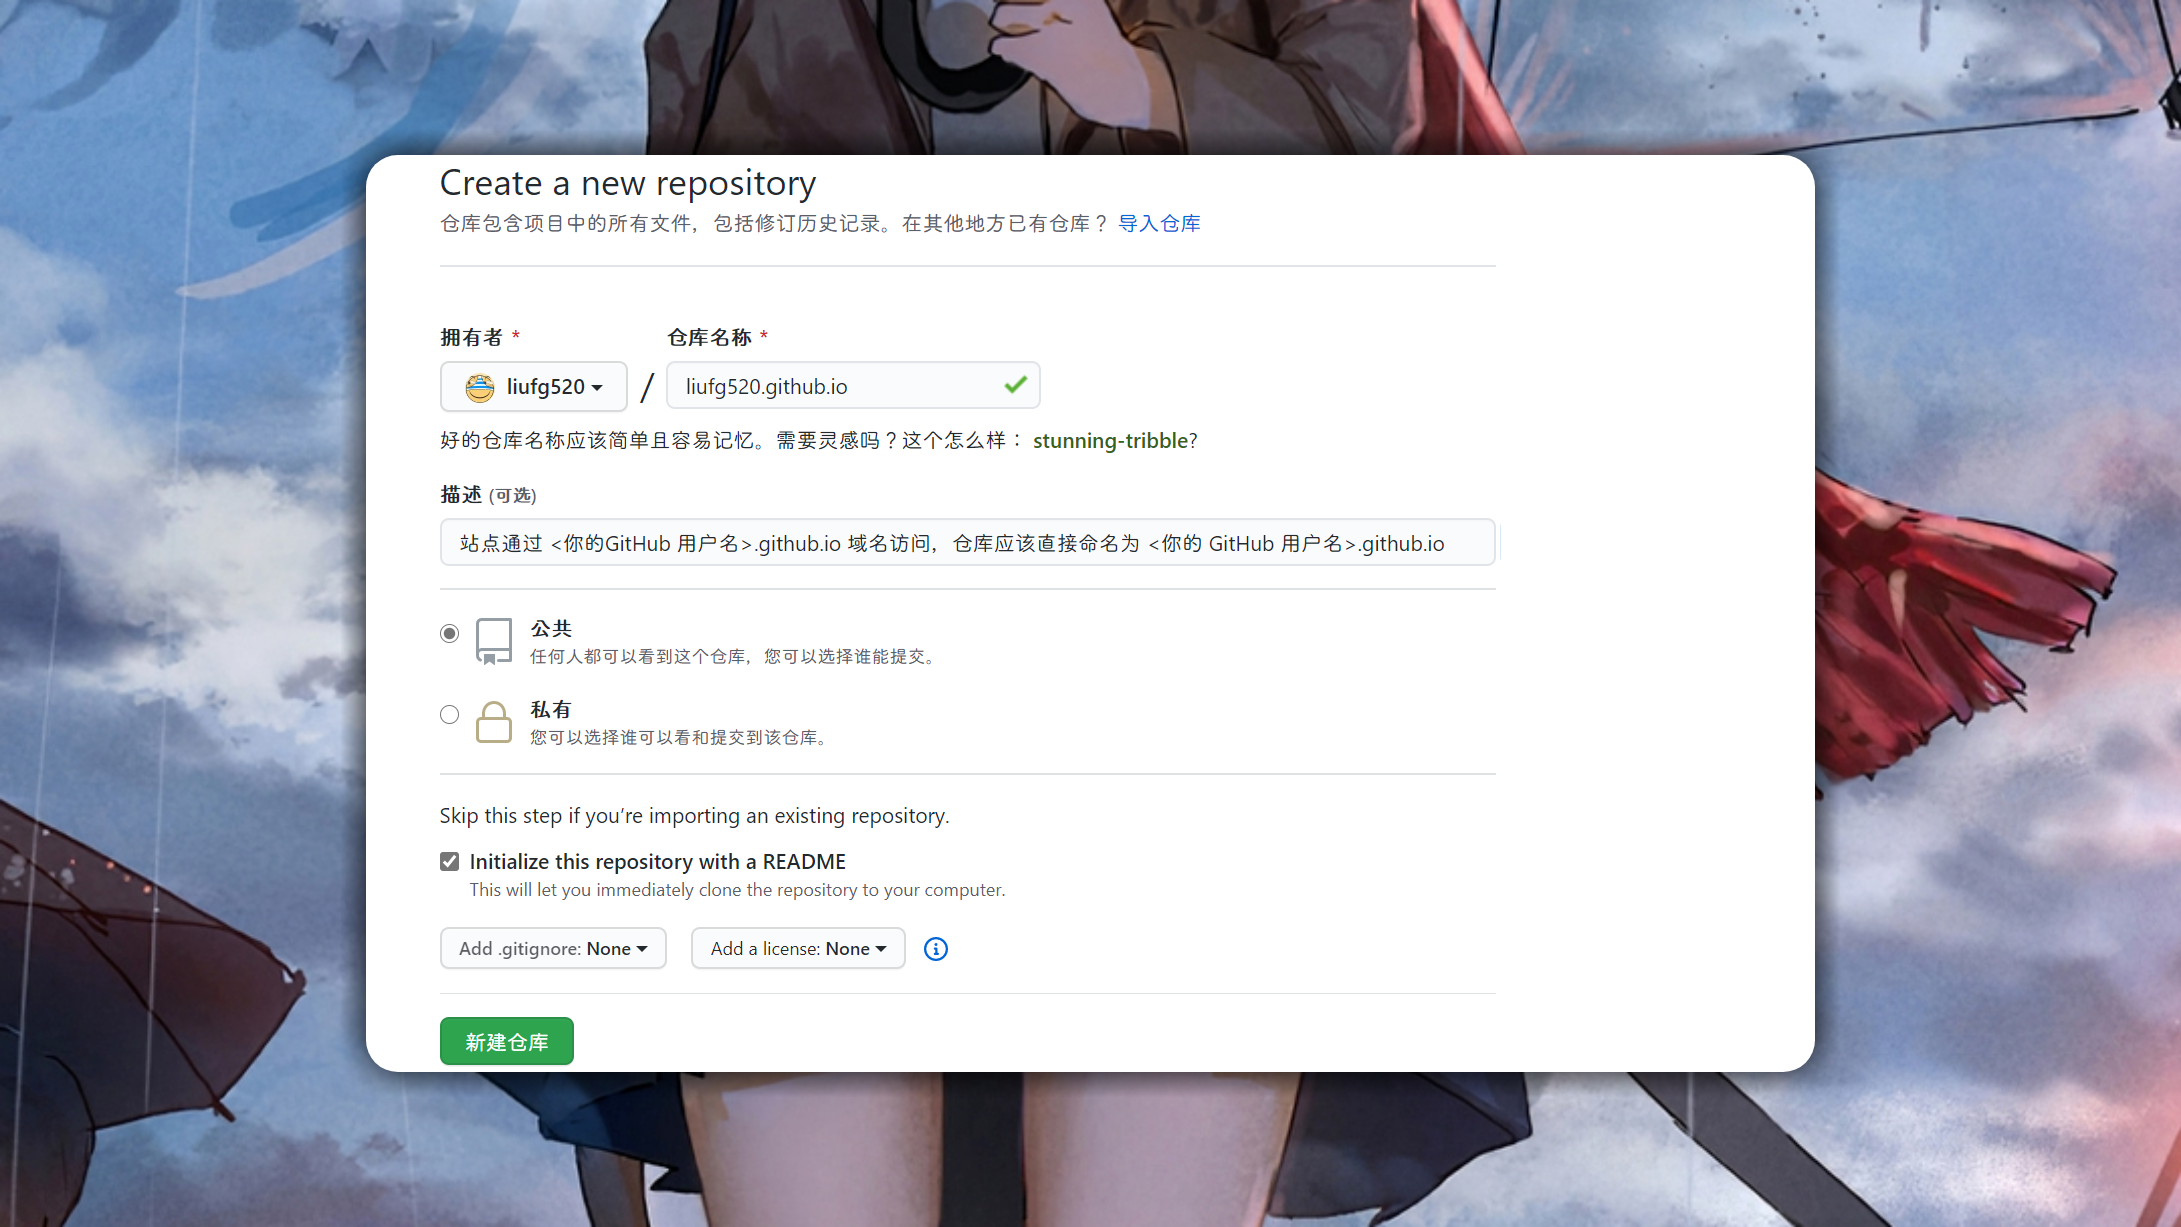 Create a new repository
仓库包含项目中的所有文件，包括修订历史记录。在其他地方已有仓库？ 导入仓库
拥有者 * 仓库名称 *
liufg520 / liufg520.github.io
好的仓库名称应该简单且容易记忆。需要灵感吗？这个怎么样： stunning-tribble?
描述 (可选)
站点通过 <你的GitHub 用户名>.github.io 域名访问，仓库应该直接命名为 <你的 GitHub 用户名>.github.io
公共
任何人都可以看到这个仓库，您可以选择谁能提交。
私有
您可以选择谁可以看和提交到该仓库。
Skip this step if you’re importing an existing repository.
Initialize this repository with a README
This will let you immediately clone the repository to your computer.
Add .gitignore: None Add a license: None
新建仓库